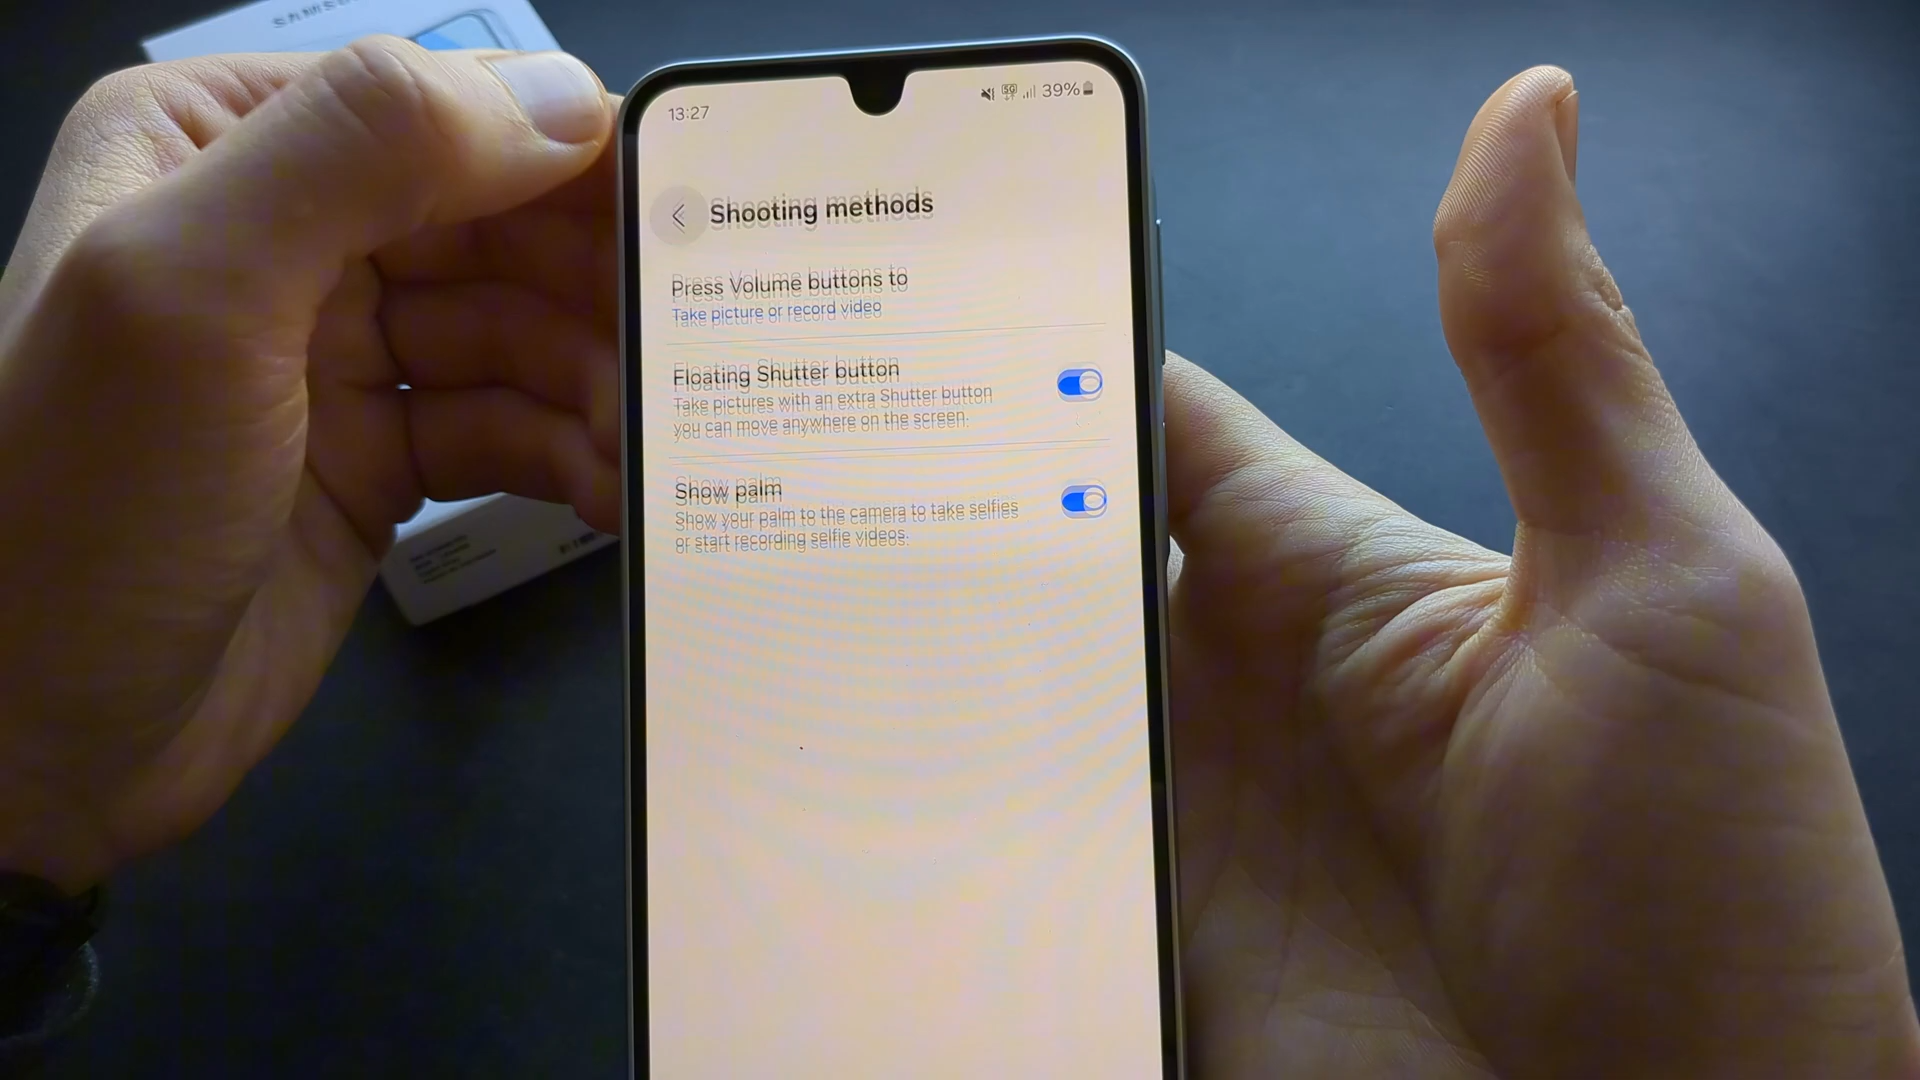 SAMSUNG
13:27
5G
39%
Shooting methods
Press Volume buttons to
Take picture or record video
Floating Shutter button
Take pictures with an extra Shutter button
you can move anywhere on the screen.
Show palm
Show your palm to the camera to take selfies
or start recording selfie videos.